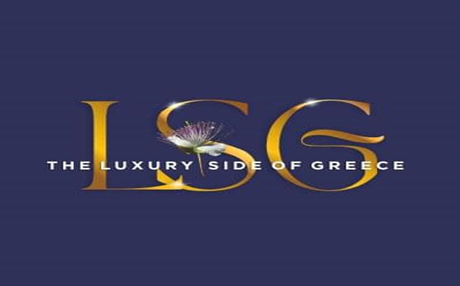 LSG
THE LUXURY SIDE OF GREECE